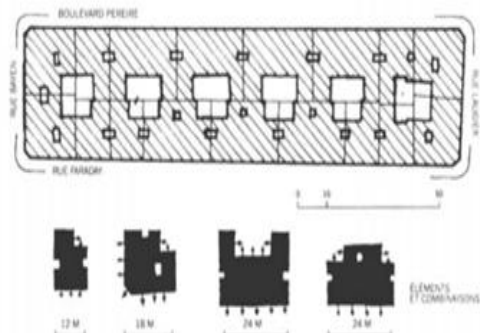 BOULEVARD PEREIRE
RUE BAYEN
RUE LAUGIER
RUE FARADAY
0 10 50
ÉLÉMENTS
ET COMBINAISONS
12 M 18 M 24 M 24 M